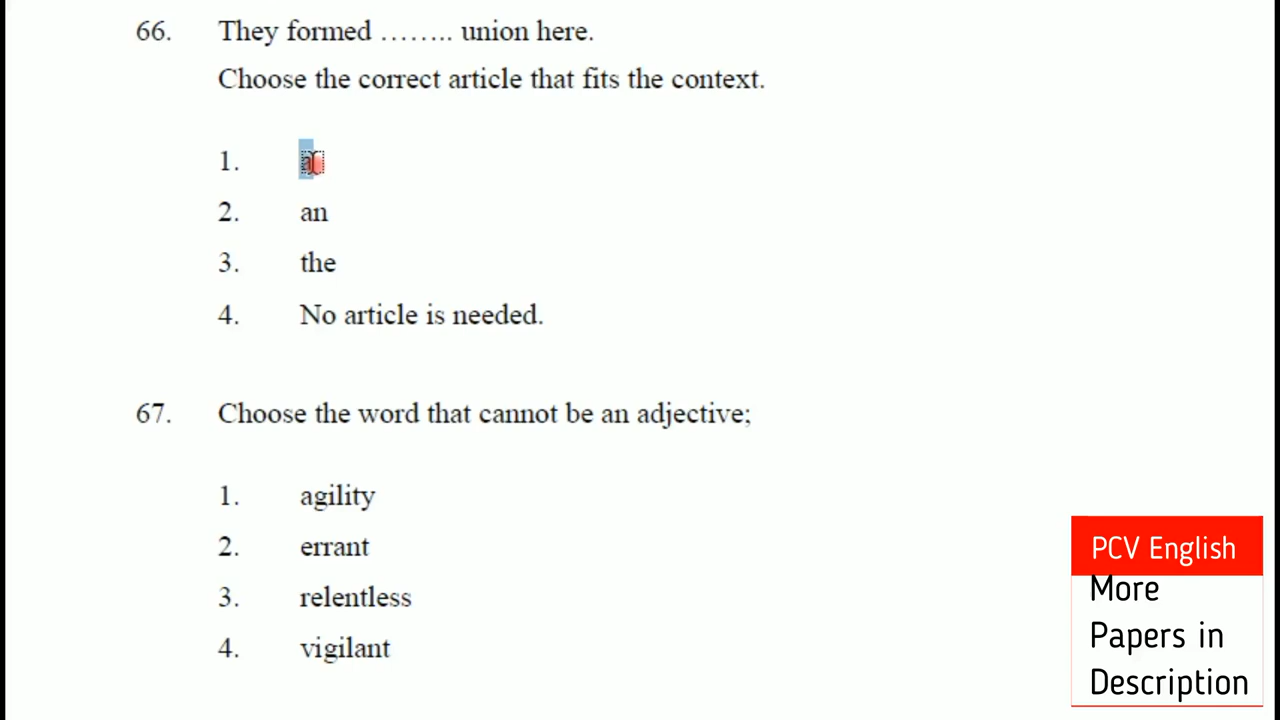 66. They formed …….. union here.
Choose the correct article that fits the context.
1. a
2. an
3. the
4. No article is needed.
67. Choose the word that cannot be an adjective;
1. agility
2. errant
3. relentless
4. vigilant
PCV English
More
Papers in
Description